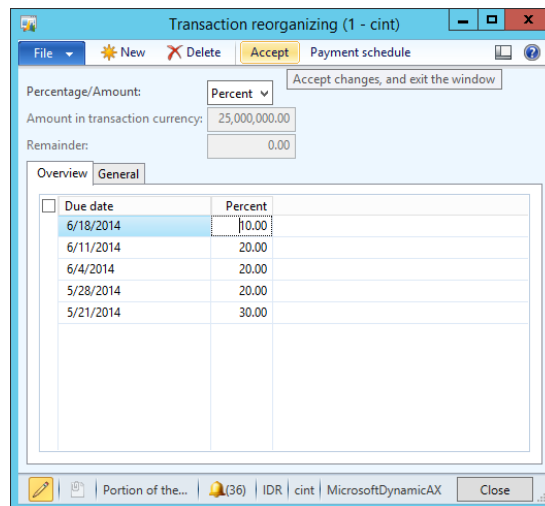 Transaction reorganizing (1 - cint)
File New Delete Accept Payment schedule
Accept changes, and exit the window
Percentage/Amount: Percent
Amount in transaction currency: 25,000,000.00
Remainder: 0.00
Overview General
Due date Percent
6/18/2014 10.00
6/11/2014 20.00
6/4/2014 20.00
5/28/2014 20.00
5/21/2014 30.00
Portion of the... (36) IDR cint MicrosoftDynamicAX Close